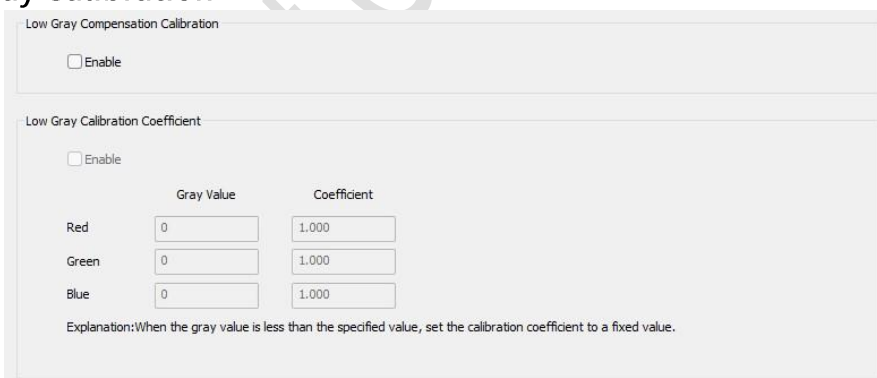 Low Gray Compensation Calibration
Enable
Low Gray Calibration Coefficient
Enable
Gray Value Coefficient
Red 0 1.000
Green 0 1.000
Blue 0 1.000
Explanation:When the gray value is less than the specified value, set the calibration coefficient to a fixed value.